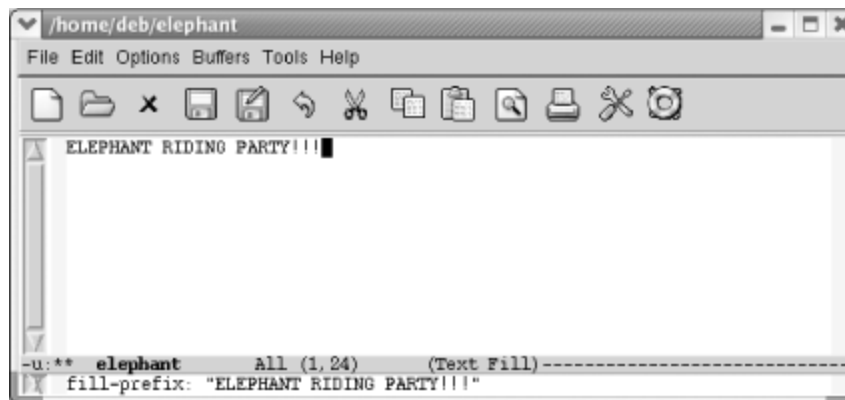 /home/deb/elephant
File Edit Options Buffers Tools Help
ELEPHANT RIDING PARTY!!!
-u:** elephant All (1,24) (Text Fill)-----------------------------
fill-prefix: "ELEPHANT RIDING PARTY!!!"